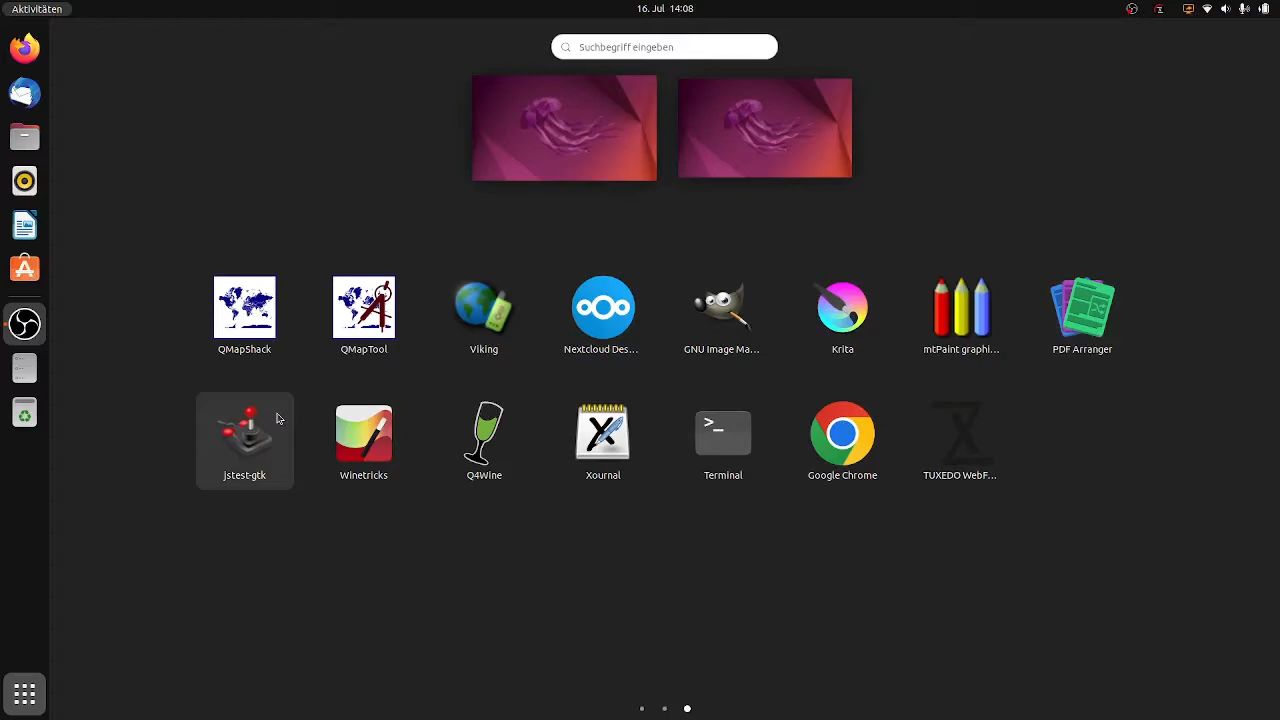 Aktivitäten
16. Jul 14:08
Suchbegriff eingeben
QMapShack
QMapTool
Viking
Nextcloud Des...
GNU Image Ma...
Krita
mtPaint graphi...
PDF Arranger
jstest-gtk
Winetricks
Q4Wine
Xournal
Terminal
Google Chrome
TUXEDO WebF...